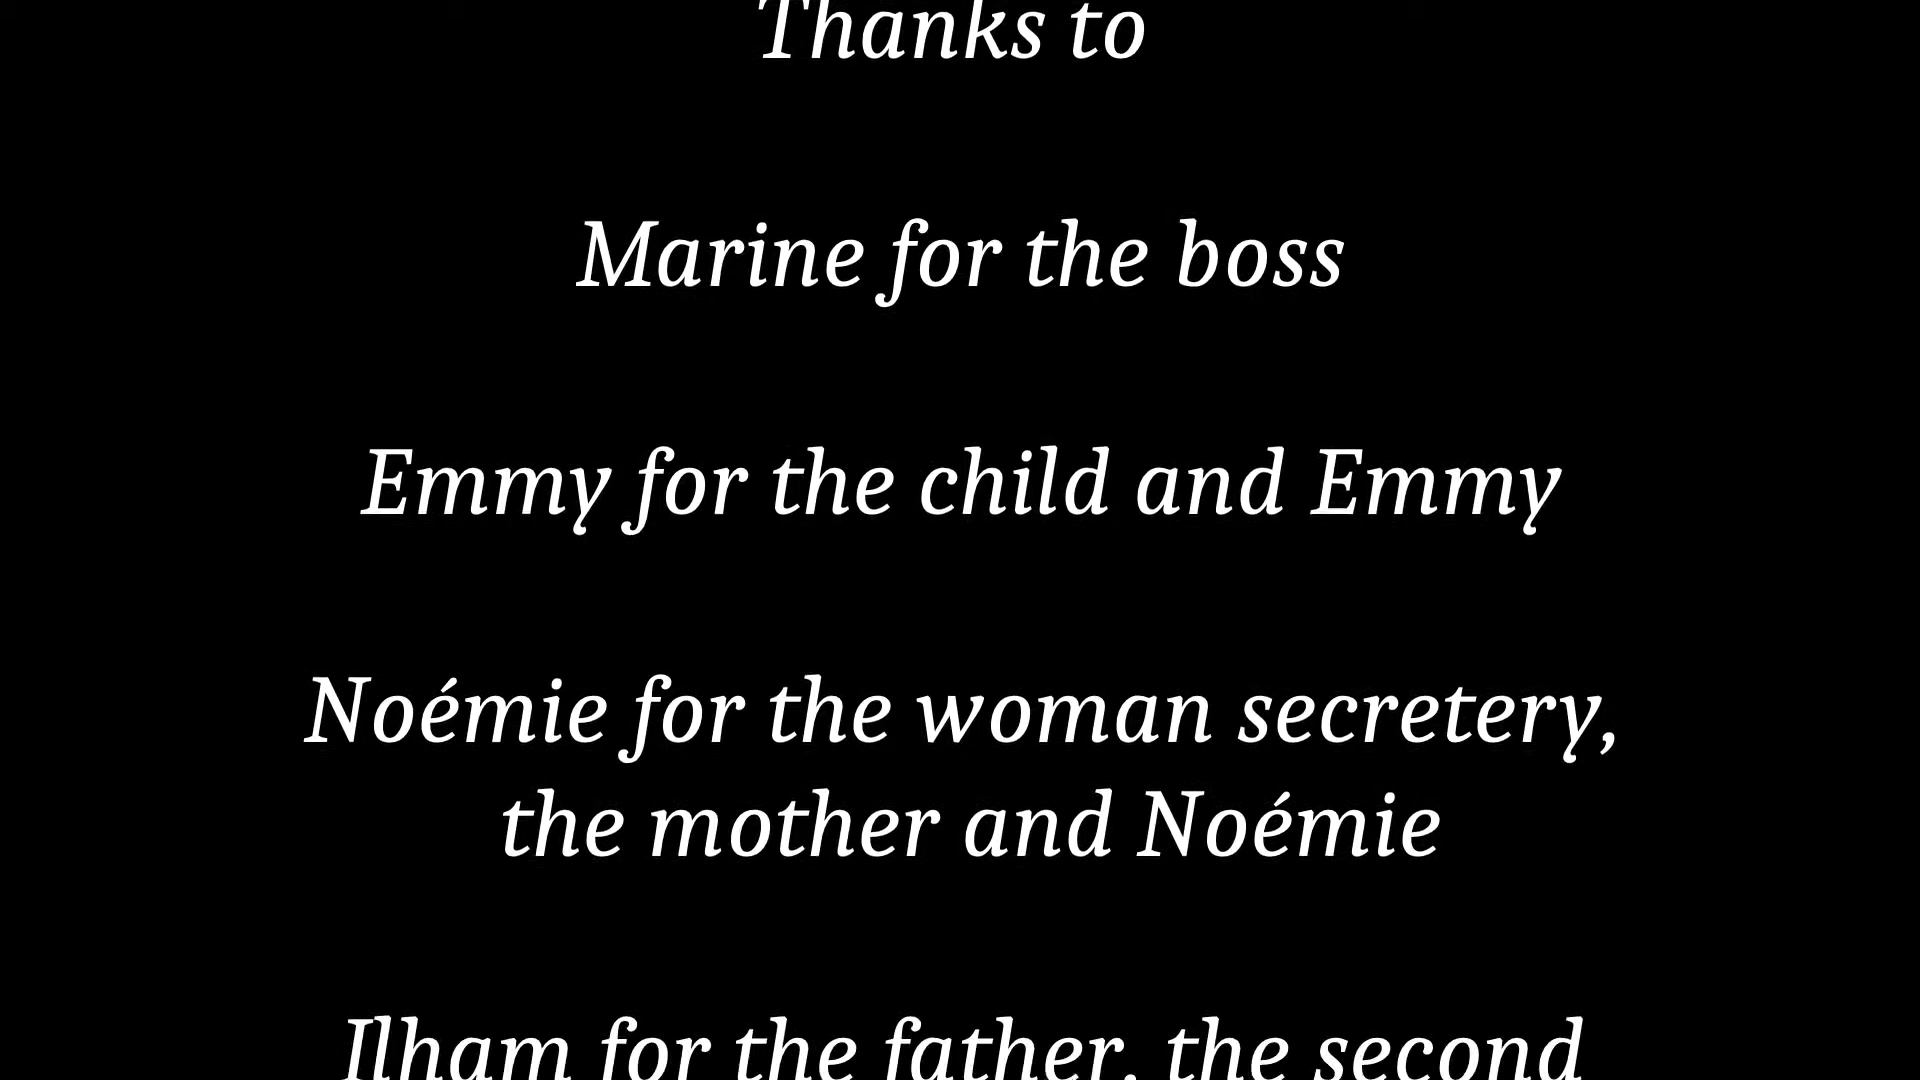 Thanks to
Marine for the boss
Emmy for the child and Emmy
Noémie for the woman secretery,
the mother and Noémie
Ilham for the father, the second